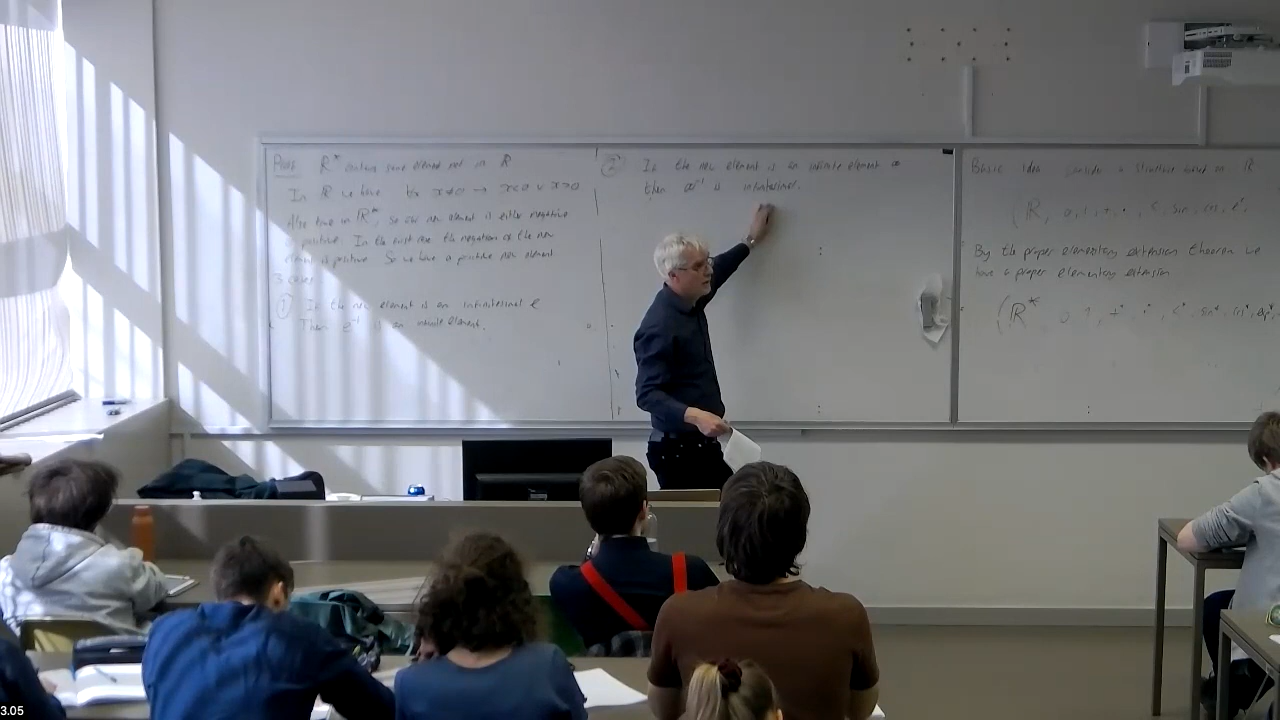 Proof ℝ* contains some element not in ℝ
In ℝ we have ∀x x≠0 → x<0 ∨ x>0
Also true in ℝ*, so our new element is either negative
or positive. In the first case the negation of the new
element is positive. So we have a positive new element
3 cases
① If the new element is an infinitesimal ε
Then ε⁻¹ is an infinite element.
② If the new element is an infinite element ∞
then ∞⁻¹ is infinitesimal.
Basic idea Consider a structure based on ℝ
(ℝ, 0, 1, +, ·, <, sin, cos, eˣ,
By the proper elementary extension theorem we
have a proper elementary extension
(ℝ*, 0, 1, +*, ·*, <*, sin*, cos*, exp*,
3.05